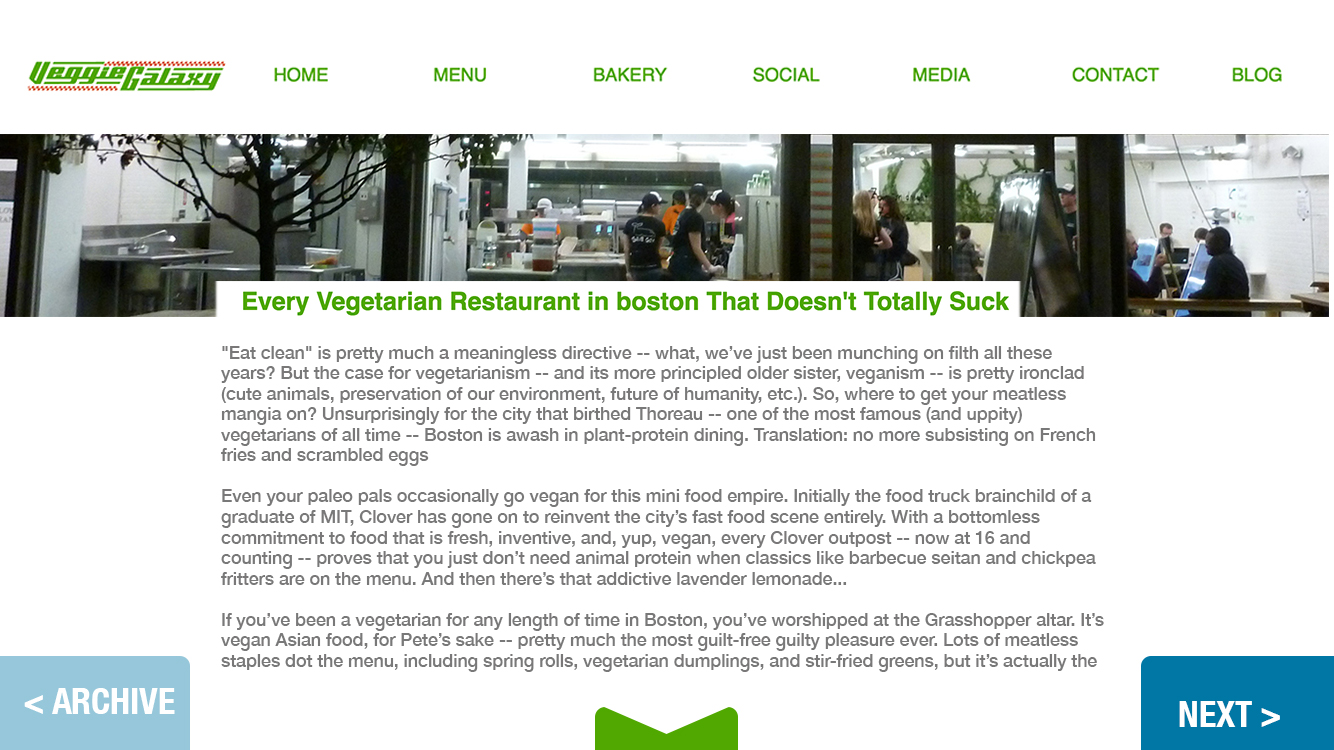 Veggie Galaxy
HOME
MENU
BAKERY
SOCIAL
MEDIA
CONTACT
BLOG
Every Vegetarian Restaurant in boston That Doesn't Totally Suck
"Eat clean" is pretty much a meaningless directive -- what, we’ve just been munching on filth all these
years? But the case for vegetarianism -- and its more principled older sister, veganism -- is pretty ironclad
(cute animals, preservation of our environment, future of humanity, etc.). So, where to get your meatless
mangia on? Unsurprisingly for the city that birthed Thoreau -- one of the most famous (and uppity)
vegetarians of all time -- Boston is awash in plant-protein dining. Translation: no more subsisting on French
fries and scrambled eggs
Even your paleo pals occasionally go vegan for this mini food empire. Initially the food truck brainchild of a
graduate of MIT, Clover has gone on to reinvent the city’s fast food scene entirely. With a bottomless
commitment to food that is fresh, inventive, and, yup, vegan, every Clover outpost -- now at 16 and
counting -- proves that you just don’t need animal protein when classics like barbecue seitan and chickpea
fritters are on the menu. And then there’s that addictive lavender lemonade...
If you’ve been a vegetarian for any length of time in Boston, you’ve worshipped at the Grasshopper altar. It’s
vegan Asian food, for Pete’s sake -- pretty much the most guilt-free guilty pleasure ever. Lots of meatless
staples dot the menu, including spring rolls, vegetarian dumplings, and stir-fried greens, but it’s actually the
< ARCHIVE
NEXT >